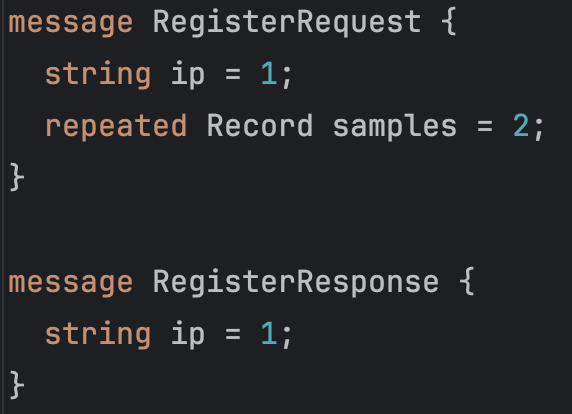 message RegisterRequest {
  string ip = 1;
  repeated Record samples = 2;
}

message RegisterResponse {
  string ip = 1;
}